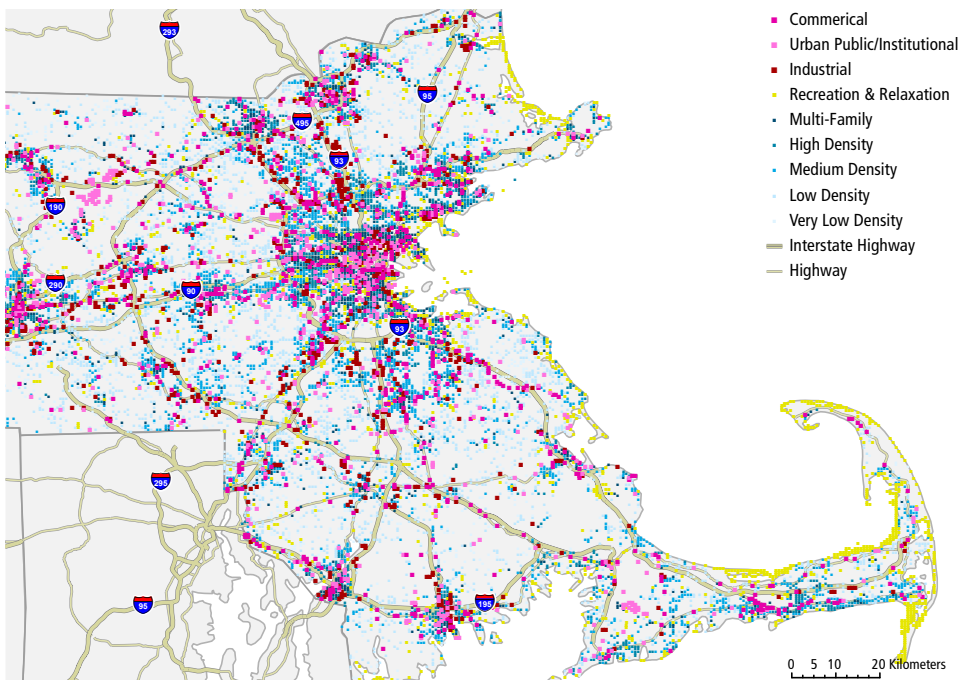 Commerical
Urban Public/Institutional
Industrial
Recreation & Relaxation
Multi-Family
High Density
Medium Density
Low Density
Very Low Density
Interstate Highway
Highway
293
95
495
93
190
290
90
93
295
95
195
0 5 10 20 Kilometers